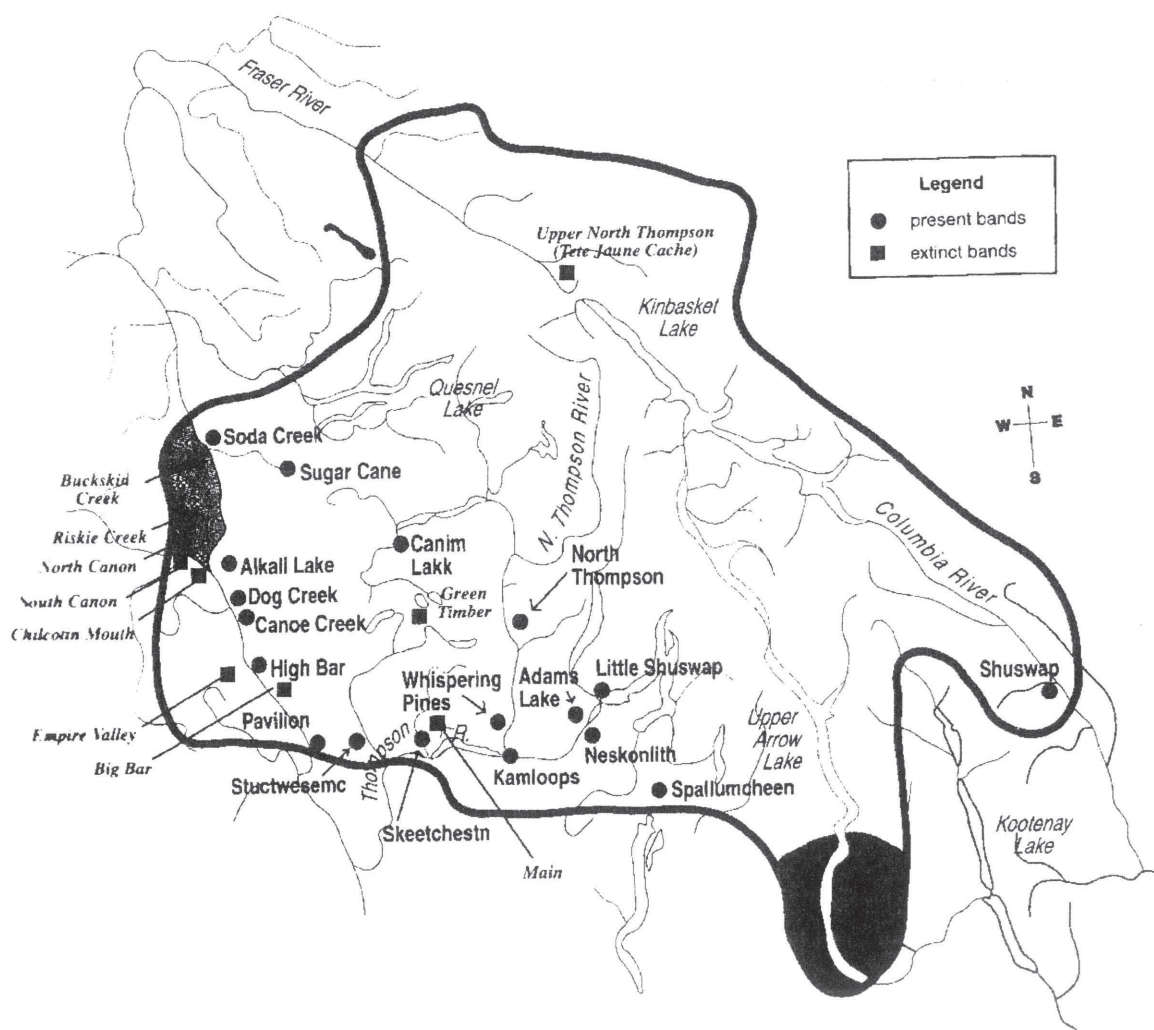 Fraser River
Legend
present bands
extinct bands
Upper North Thompson
(Tete Jaune Cache)
Kinbasket
Lake
N
W E
S
Quesnel
Lake
N. Thompson River
Soda Creek
Sugar Cane
Buckskid
Creek
Riskie Creek
North Canon
South Canon
Chilcotin Mouth
Alkall Lake
Dog Creek
Canoe Creek
Canim
Lakk
Green
Timber
North
Thompson
Columbia River
High Bar
Whispering
Pines
Adams
Lake
Little Shuswap
Shuswap
Empire Valley
Big Bar
Pavilion
Stuctwesemc
Thompson
R.
Skeetchestn
Main
Kamloops
Neskonlith
Spallumdheen
Upper
Arrow
Lake
Kootenay
Lake